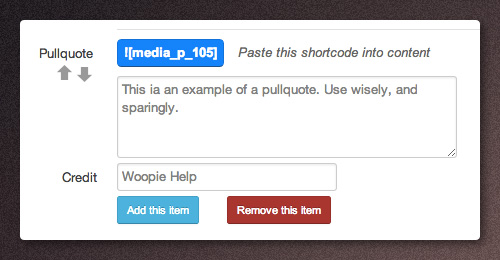 Pullquote ![media_p_105] Paste this shortcode into content
This ia an example of a pullquote. Use wisely, and
sparingly.
Credit Woopie Help
Add this item Remove this item